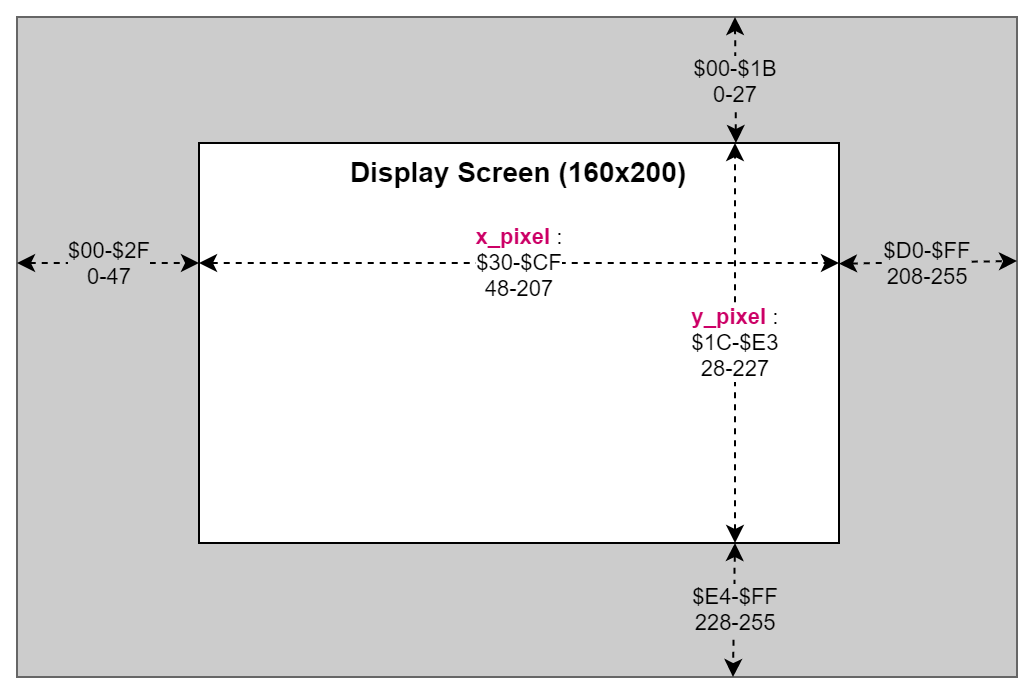 $00-$1B
0-27
Display Screen (160x200)
x_pixel :
$30-$CF
48-207
$00-$2F
0-47
$D0-$FF
208-255
y_pixel :
$1C-$E3
28-227
$E4-$FF
228-255